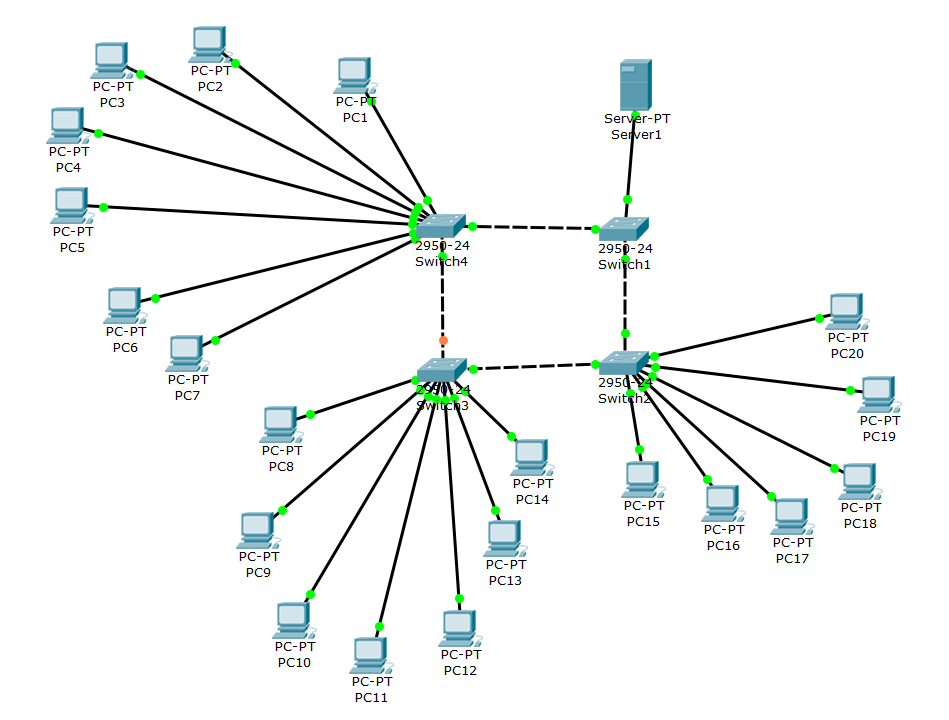 PC-PT
PC2
PC-PT
PC3
PC-PT
PC1
Server-PT
Server1
PC-PT
PC4
PC-PT
PC5
2950-24
Switch4
2950-24
Switch1
PC-PT
PC6
PC-PT
PC20
PC-PT
PC7
2950-24
Switch3
2950-24
Switch2
PC-PT
PC19
PC-PT
PC8
PC-PT
PC14
PC-PT
PC15
PC-PT
PC18
PC-PT
PC16
PC-PT
PC17
PC-PT
PC9
PC-PT
PC13
PC-PT
PC10
PC-PT
PC12
PC-PT
PC11